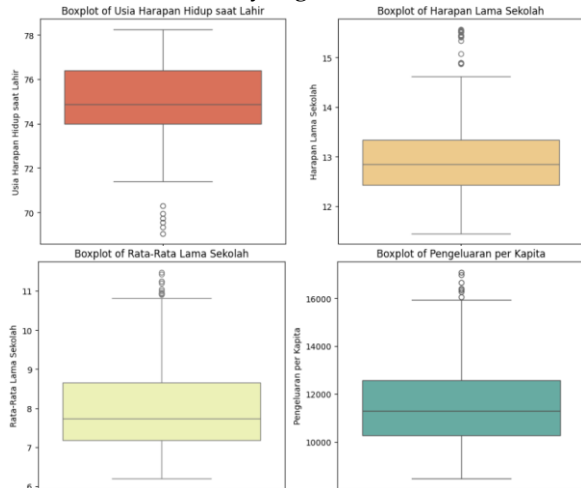 Boxplot of Usia Harapan Hidup saat Lahir
Usia Harapan Hidup saat Lahir
78
76
74
72
70
Boxplot of Harapan Lama Sekolah
Harapan Lama Sekolah
15
14
13
12
Boxplot of Rata-Rata Lama Sekolah
Rata-Rata Lama Sekolah
11
10
9
8
7
6
Boxplot of Pengeluaran per Kapita
Pengeluaran per Kapita
16000
14000
12000
10000